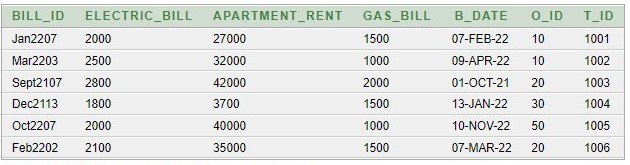 BILL_ID ELECTRIC_BILL APARTMENT_RENT GAS_BILL B_DATE O_ID T_ID
Jan2207 2000 27000 1500 07-FEB-22 10 1001
Mar2203 2500 32000 1000 09-APR-22 10 1002
Sept2107 2800 42000 2000 01-OCT-21 20 1003
Dec2113 1800 3700 1500 13-JAN-22 30 1004
Oct2207 2000 40000 1000 10-NOV-22 50 1005
Feb2202 2100 35000 1500 07-MAR-22 20 1006